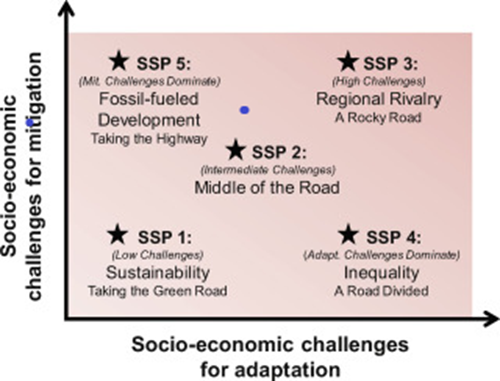 Socio-economic
challenges for mitigation
SSP 5:
(Mit. Challenges Dominate)
Fossil-fueled
Development
Taking the Highway
SSP 3:
(High Challenges)
Regional Rivalry
A Rocky Road
SSP 2:
(Intermediate Challenges)
Middle of the Road
SSP 1:
(Low Challenges)
Sustainability
Taking the Green Road
SSP 4:
(Adapt. Challenges Dominate)
Inequality
A Road Divided
Socio-economic challenges
for adaptation